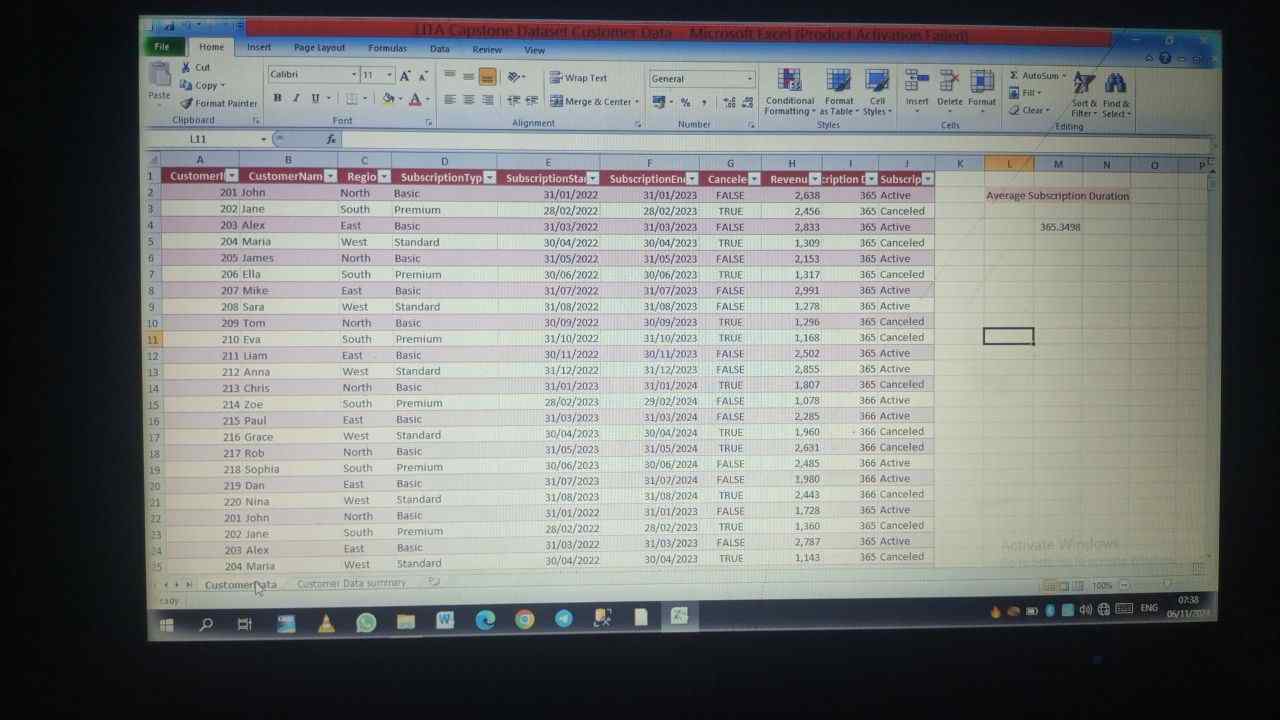 LITA Capstone Dataset Customer Data - Microsoft Excel (Product Activation Failed)
File Home Insert Page Layout Formulas Data Review View
Paste Cut Copy Format Painter Clipboard
Calibri 11 A A B I U A Font
Wrap Text Merge & Center Alignment
General % , Number
Conditional Formatting Format as Table Cell Styles Styles
Insert Delete Format Cells
Σ AutoSum Fill Clear Sort & Filter Find & Select Editing
L11 fx
A B C D E F G H I J K L M N O P
1 CustomerI CustomerNam Regio SubscriptionTyp SubscriptionStar SubscriptionEn Cancele Revenu cription D Subscrip
2 201 John North Basic 31/01/2022 31/01/2023 FALSE 2,638 365 Active Average Subscription Duration
3 202 Jane South Premium 28/02/2022 28/02/2023 TRUE 2,456 365 Canceled
4 203 Alex East Basic 31/03/2022 31/03/2023 FALSE 2,833 365 Active 365.3498
5 204 Maria West Standard 30/04/2022 30/04/2023 TRUE 1,309 365 Canceled
6 205 James North Basic 31/05/2022 31/05/2023 FALSE 2,153 365 Active
7 206 Ella South Premium 30/06/2022 30/06/2023 TRUE 1,317 365 Canceled
8 207 Mike East Basic 31/07/2022 31/07/2023 FALSE 2,991 365 Active
9 208 Sara West Standard 31/08/2022 31/08/2023 FALSE 1,278 365 Active
10 209 Tom North Basic 30/09/2022 30/09/2023 TRUE 1,296 365 Canceled
11 210 Eva South Premium 31/10/2022 31/10/2023 TRUE 1,168 365 Canceled
12 211 Liam East Basic 30/11/2022 30/11/2023 FALSE 2,502 365 Active
13 212 Anna West Standard 31/12/2022 31/12/2023 FALSE 2,855 365 Active
14 213 Chris North Basic 31/01/2023 31/01/2024 TRUE 1,807 365 Canceled
15 214 Zoe South Premium 28/02/2023 29/02/2024 FALSE 1,078 366 Active
16 215 Paul East Basic 31/03/2023 31/03/2024 FALSE 2,285 366 Active
17 216 Grace West Standard 30/04/2023 30/04/2024 TRUE 1,960 366 Canceled
18 217 Rob North Basic 31/05/2023 31/05/2024 TRUE 2,631 366 Canceled
19 218 Sophia South Premium 30/06/2023 30/06/2024 FALSE 2,485 366 Active
20 219 Dan East Basic 31/07/2023 31/07/2024 FALSE 1,980 366 Active
21 220 Nina West Standard 31/08/2023 31/08/2024 TRUE 2,443 366 Canceled
22 201 John North Basic 31/01/2022 31/01/2023 FALSE 1,728 365 Active
23 202 Jane South Premium 28/02/2022 28/02/2023 TRUE 1,360 365 Canceled
24 203 Alex East Basic 31/03/2022 31/03/2023 FALSE 2,787 365 Active
25 204 Maria West Standard 30/04/2022 30/04/2023 TRUE 1,143 365 Canceled
Activate Windows
CustomerData Customer Data summary
100%
ENG 07:38
06/11/2024